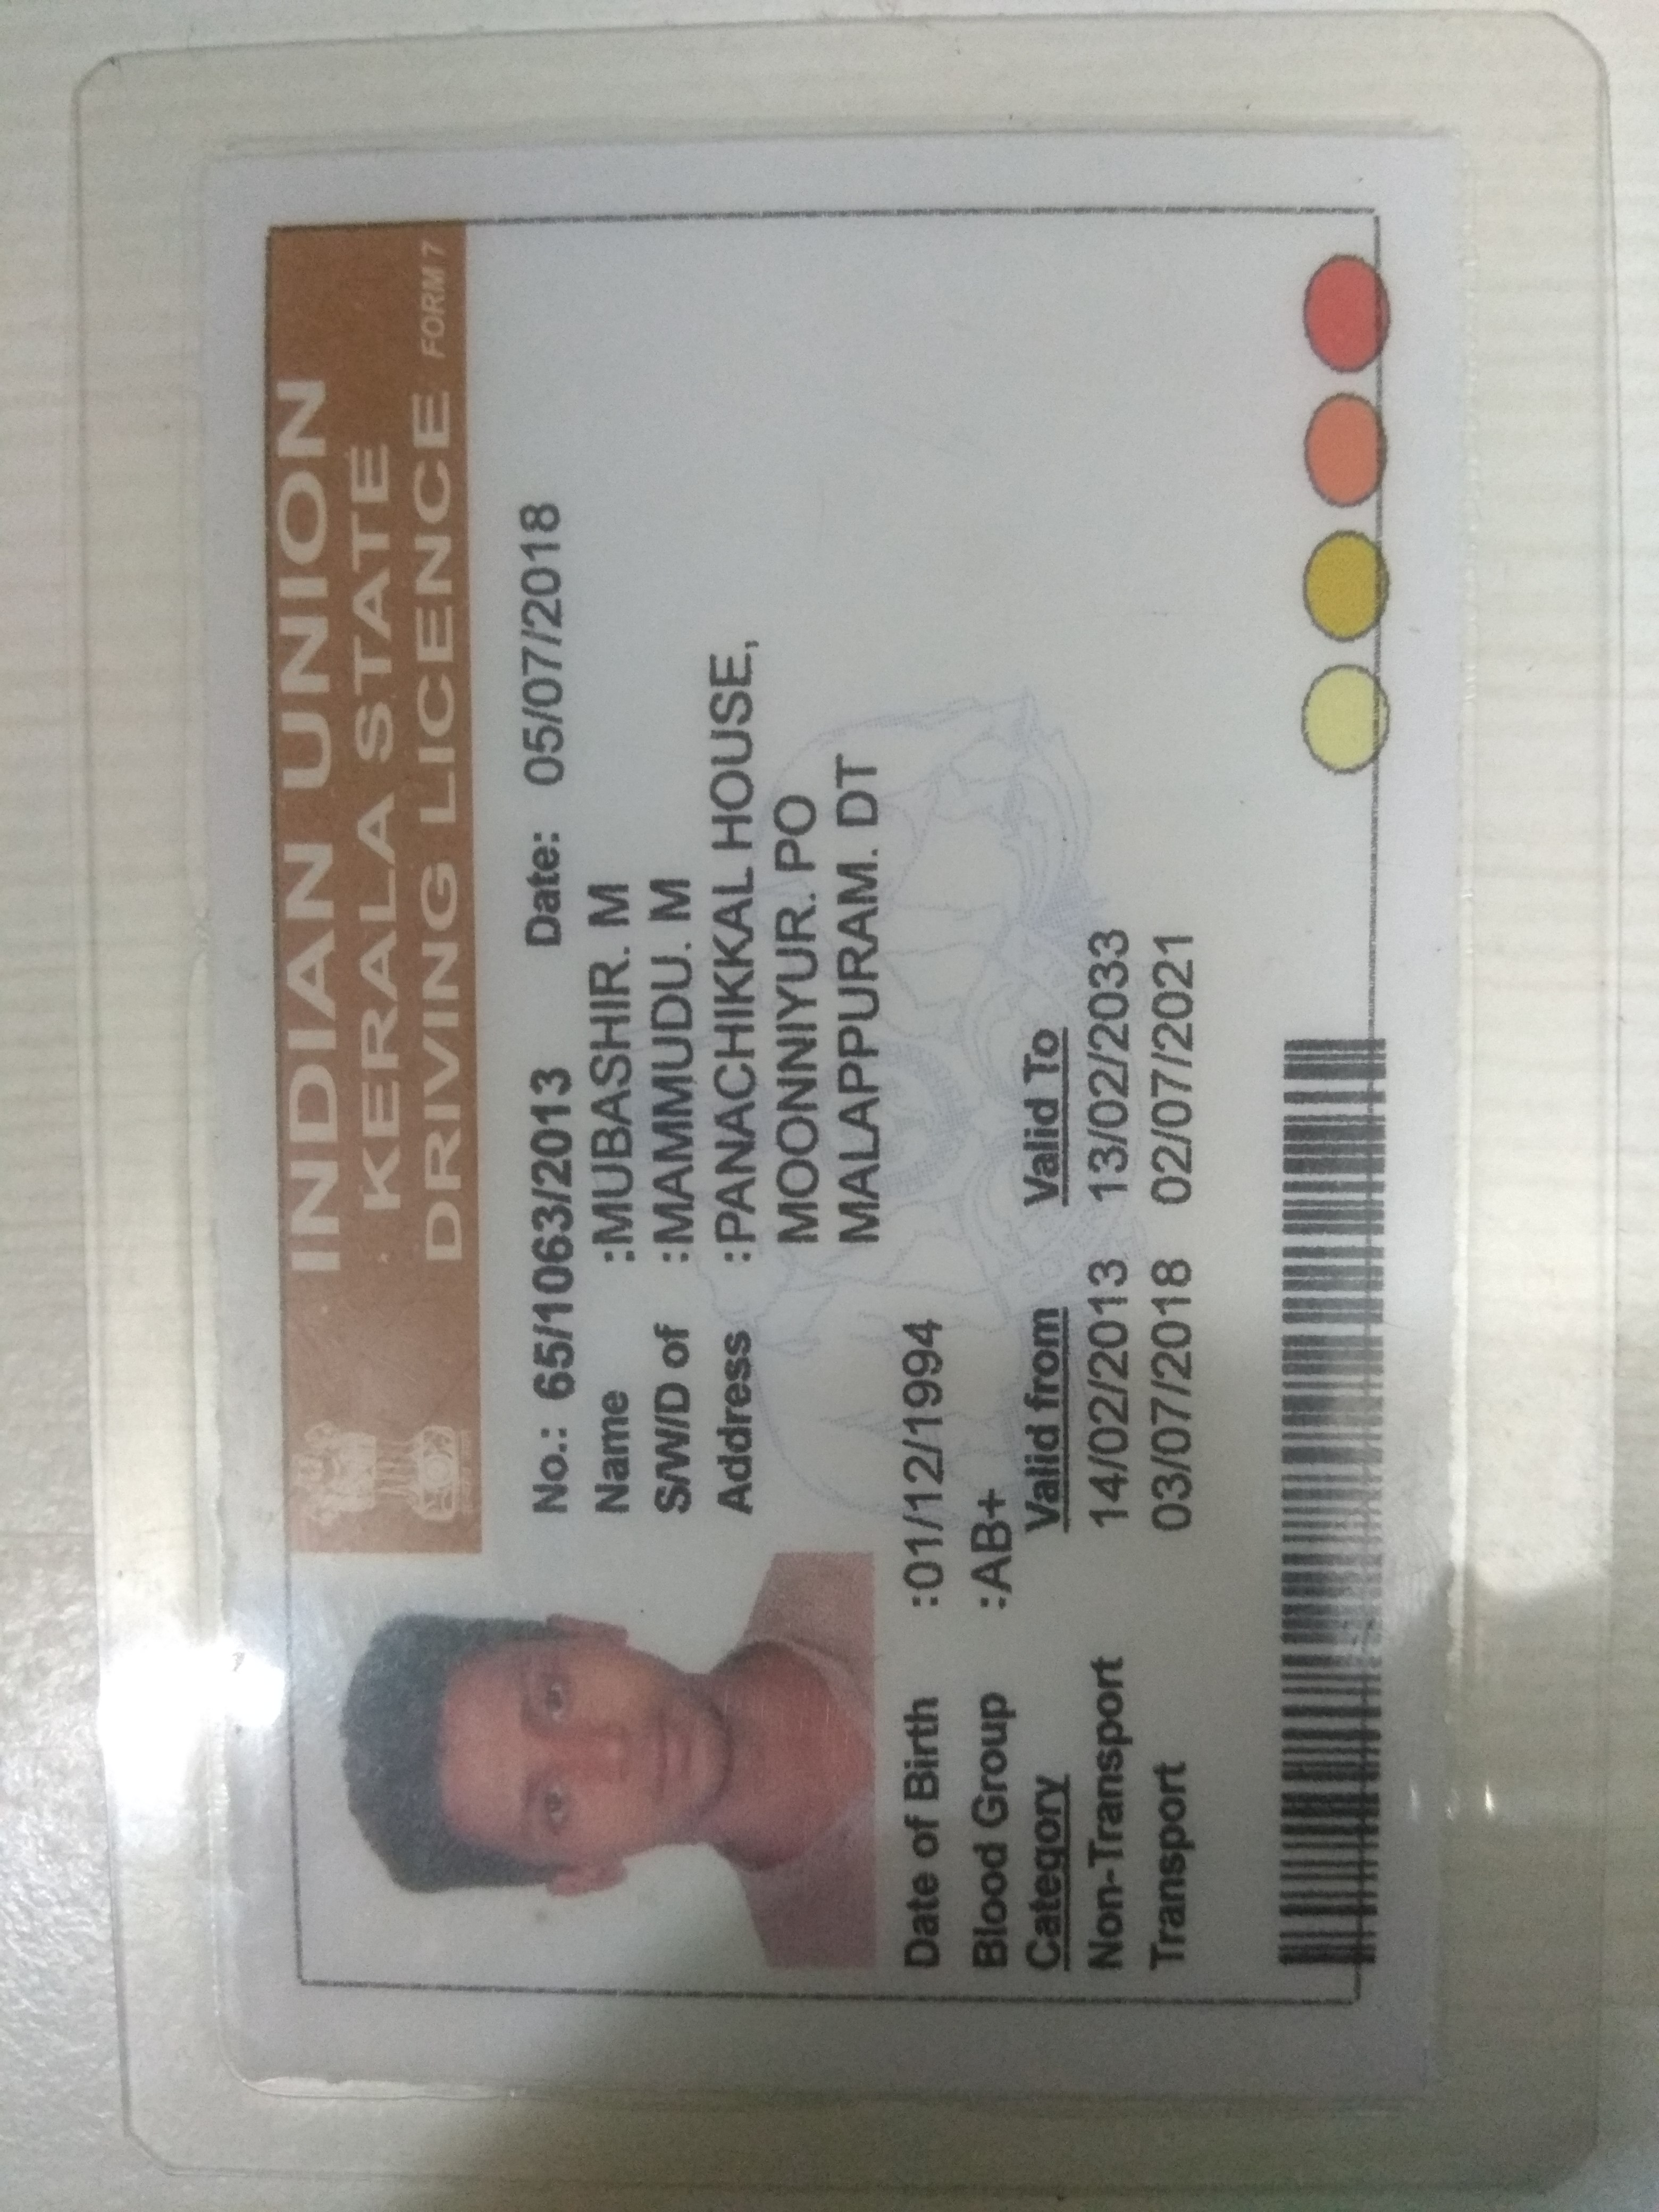 INDIAN UNION
KERALA STATE
DRIVING LICENCE FORM 7
No.: 65/1063/2013 Date: 05/07/2018
Name :MUBASHIR. M
S/W/D of :MAMMUDU. M
Address :PANACHIKKAL HOUSE,
MOONNIYUR. PO
MALAPPURAM. DT
Date of Birth :01/12/1994
Blood Group :AB+
Category Valid from Valid To
Non-Transport 14/02/2013 13/02/2033
Transport 03/07/2018 02/07/2021